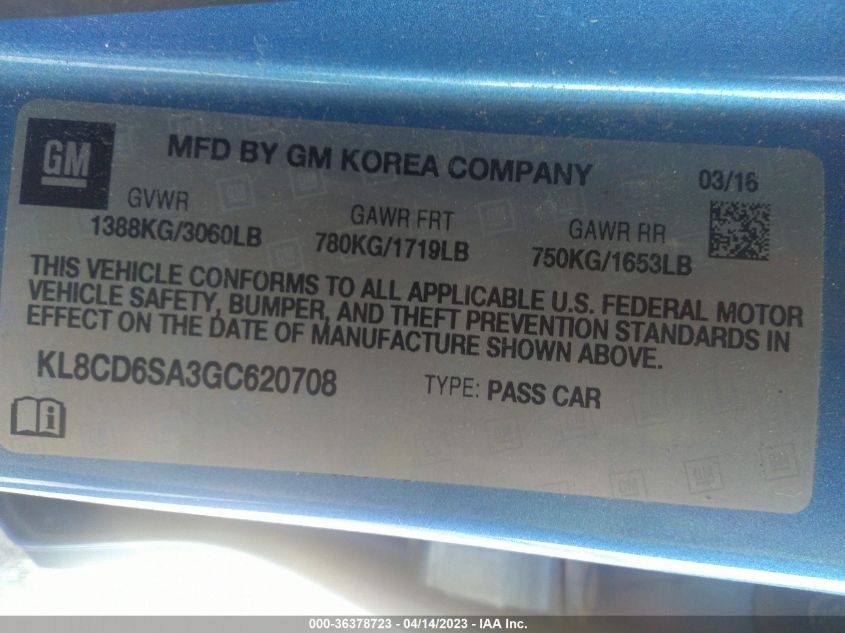 GM
MFD BY GM KOREA COMPANY
03/16
GVWR
1388KG/3060LB
GAWR FRT
780KG/1719LB
GAWR RR
750KG/1653LB
THIS VEHICLE CONFORMS TO ALL APPLICABLE U.S. FEDERAL MOTOR
VEHICLE SAFETY, BUMPER, AND THEFT PREVENTION STANDARDS IN
EFFECT ON THE DATE OF MANUFACTURE SHOWN ABOVE.
KL8CD6SA3GC620708
TYPE: PASS CAR
000-36378723 - 04/14/2023 - IAA Inc.